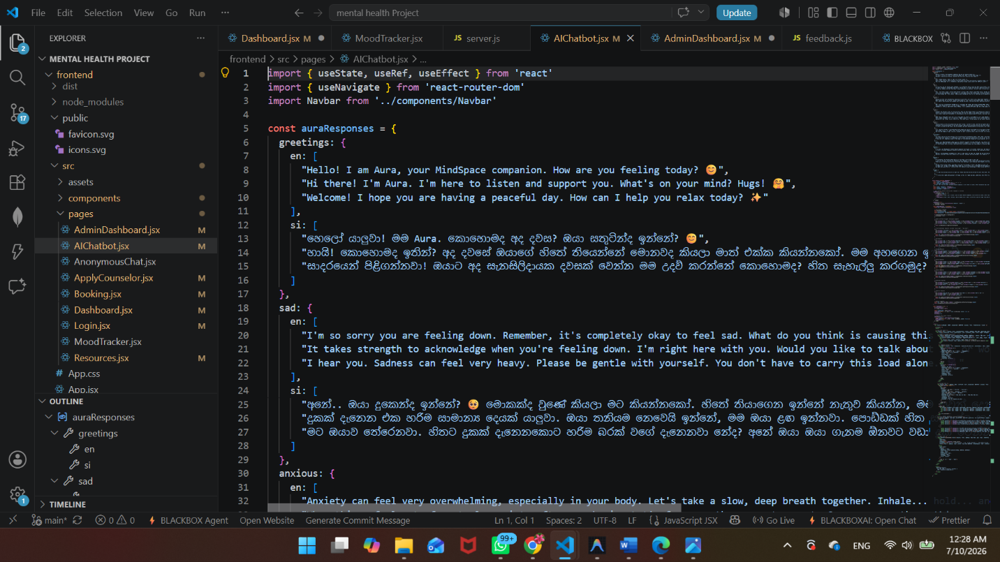 File Edit Selection View Go Run ··· mental health Project Update
EXPLORER ···
MENTAL HEALTH PROJECT
frontend
dist
node_modules
public
favicon.svg
icons.svg
src
assets
components
pages
AdminDashboard.jsx M
AIChatbot.jsx M
AnonymousChat.jsx
ApplyCounselor.jsx M
Booking.jsx M
Dashboard.jsx M
Login.jsx M
MoodTracker.jsx
Resources.jsx M
# App.css
App.jsx
OUTLINE
auraResponses
greetings
en
si
sad
TIMELINE
2
17
1
Dashboard.jsx M MoodTracker.jsx JS server.js AIChatbot.jsx M AdminDashboard.jsx M JS feedback.js BLACKBOX
frontend > src > pages > AIChatbot.jsx > ...
1 import { useState, useRef, useEffect } from 'react'
2 import { useNavigate } from 'react-router-dom'
3 import Navbar from '../components/Navbar'
4
5 const auraResponses = {
6 greetings: {
7 en: [
8 "Hello! I am Aura, your MindSpace companion. How are you feeling today? 😊",
9 "Hi there! I'm Aura. I'm here to listen and support you. What's on your mind? Hugs! 🤗",
10 "Welcome! I hope you are having a peaceful day. How can I help you relax today? ✨"
11 ],
12 si: [
13 "හෙලෝ යාලුවා! මම Aura. කොහොමද අද දවස? ඔයා සතුටින්ද ඉන්නේ? 😊",
14 "හායි! කොහොමද ඉතින්? අද දවසේ ඔයාගේ හිතේ තියෙන්නේ මොනවද කියලා මාත් එක්ක කියන්නකෝ. මම අහගෙන ඉ
15 "සාදරයෙන් පිළිගන්නවා! ඔයාට අද සැනසිලිදායක දවසක් වෙන්න මම උදව් කරන්නේ කොහොමද? හිත සැහැල්ලු කරගමුද?
16 ]
17 },
18 sad: {
19 en: [
20 "I'm so sorry you are feeling down. Remember, it's completely okay to feel sad. What do you think is causing this
21 "It takes strength to acknowledge when you're feeling down. I'm right here with you. Would you like to talk about
22 "I hear you. Sadness can feel very heavy. Please be gentle with yourself. You don't have to carry this load alone.
23 ],
24 si: [
25 "අනේ.. ඔයා දුකෙන්ද ඉන්නේ? 🥺 මොකක්ද වුණේ කියලා මට කියන්නකෝ. හිතේ තියාගෙන ඉන්නේ නැතුව කියන්න, මම
26 "දුකක් දැනෙන එක හරිම සාමාන්‍ය දෙයක් යාලුවා. ඔයා තනියම නෙවෙයි ඉන්නේ, මම ඔයා ළඟ ඉන්නවා. පොඩ්ඩක් හිත
27 "මට ඔයාව තේරෙනවා. හිතට දුකක් දැනෙනකොට හරිම බරක් වගේ දැනෙනවා නේද? අනේ ඔයා ඔයා ගැනම ඕනවට වඩා
28 ]
29 },
30 anxious: {
31 en: [
32 "Anxiety can feel very overwhelming, especially in your body. Let's take a slow, deep breath together. Inhale... hold... an
main* 0 0 BLACKBOX Agent Open Website Generate Commit Message Ln 1, Col 1 Spaces: 2 UTF-8 LF {} JavaScript JSX Go Live BLACKBOXAI: Open Chat Prettier
99+ ENG 12:28 AM
7/10/2026